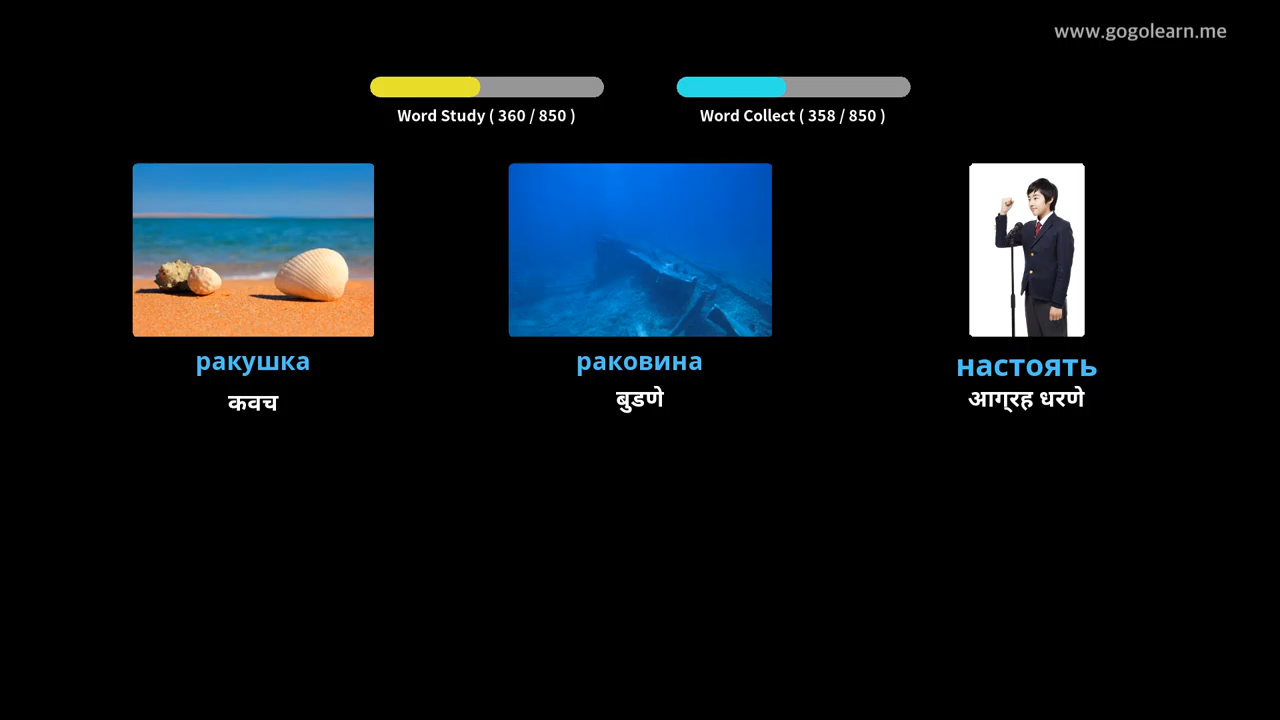 www.gogolearn.me
Word Study ( 360 / 850 )
Word Collect ( 358 / 850 )
ракушка
раковина
настоять
कवच
बुडणे
आग्रह धरणे